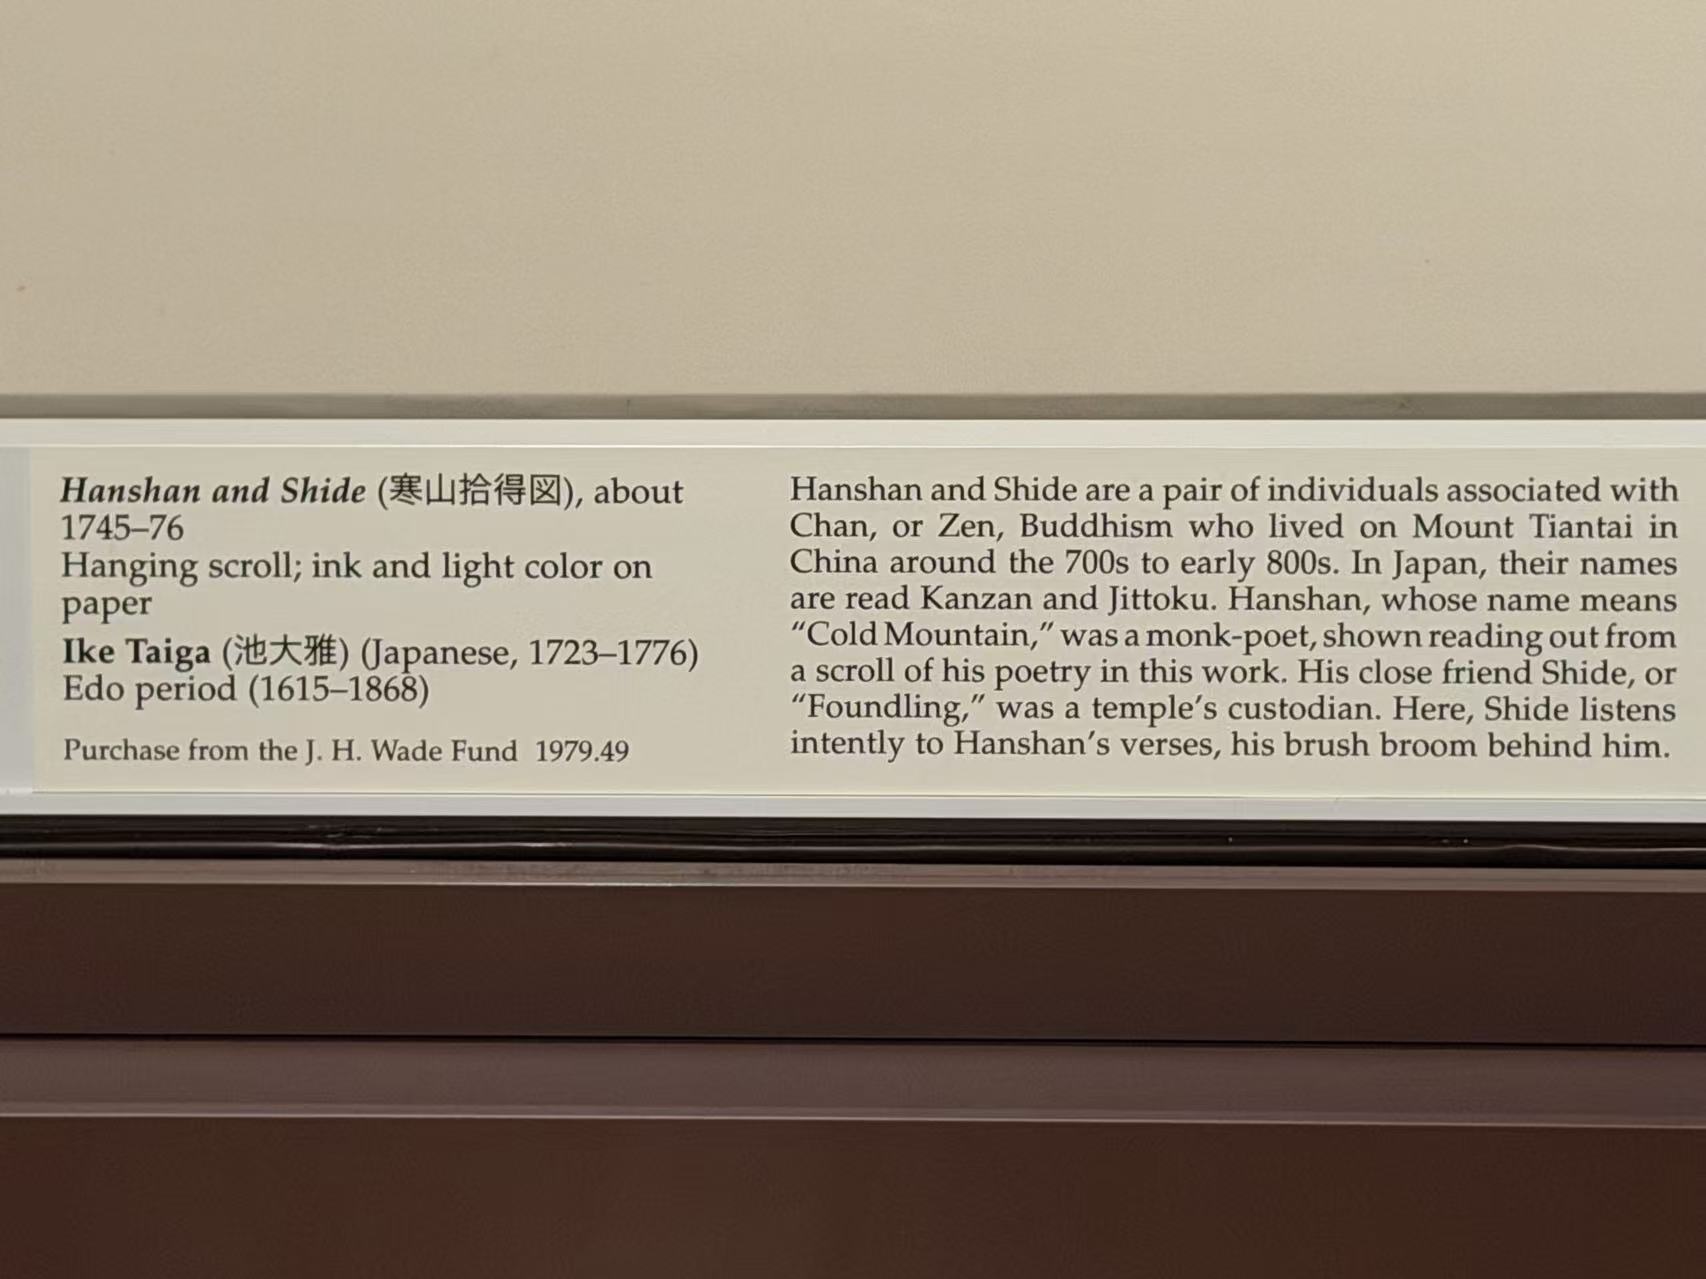 Hanshan and Shide (寒山拾得図), about
1745–76
Hanging scroll; ink and light color on
paper
Ike Taiga (池大雅) (Japanese, 1723–1776)
Edo period (1615–1868)
Purchase from the J. H. Wade Fund 1979.49
Hanshan and Shide are a pair of individuals associated with
Chan, or Zen, Buddhism who lived on Mount Tiantai in
China around the 700s to early 800s. In Japan, their names
are read Kanzan and Jittoku. Hanshan, whose name means
“Cold Mountain,” was a monk-poet, shown reading out from
a scroll of his poetry in this work. His close friend Shide, or
“Foundling,” was a temple’s custodian. Here, Shide listens
intently to Hanshan’s verses, his brush broom behind him.